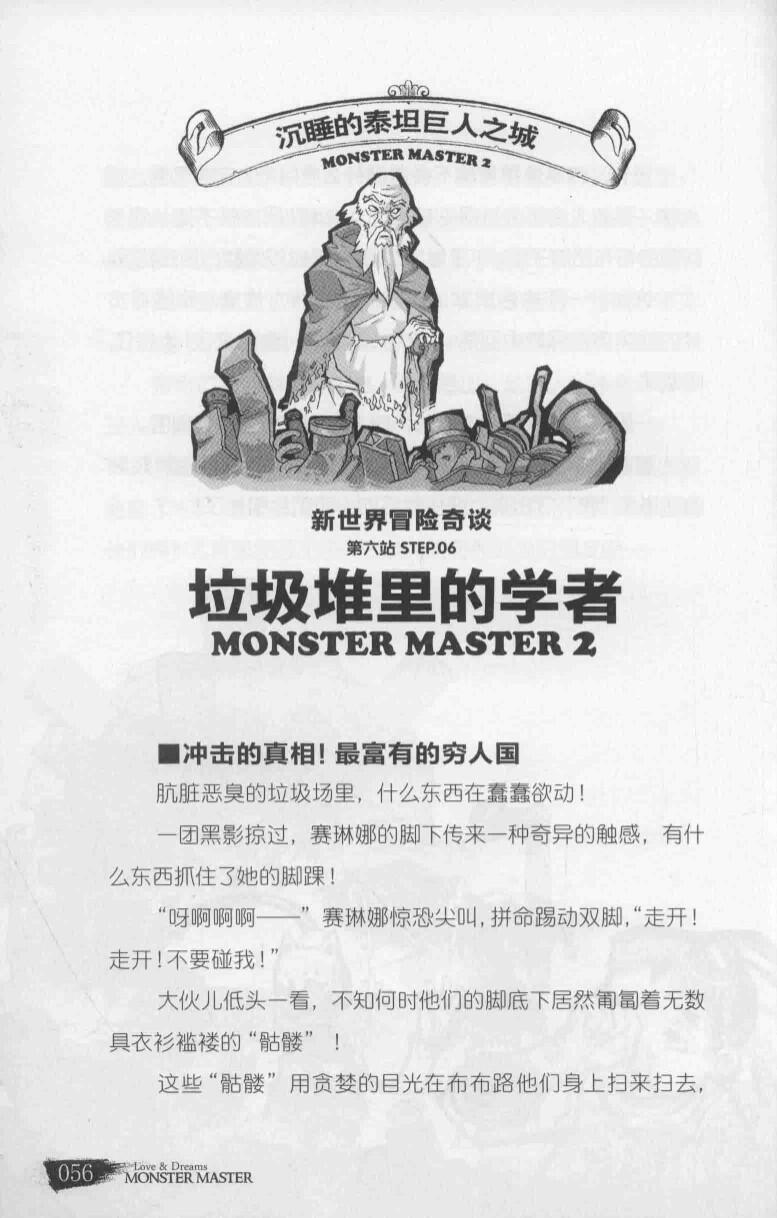 沉睡的泰坦巨人之城
MONSTER MASTER 2
新世界冒险奇谈
第六站 STEP.06
垃圾堆里的学者
MONSTER MASTER 2
■冲击的真相！最富有的穷人国
肮脏恶臭的垃圾场里，什么东西在蠢蠢欲动！
一团黑影掠过，赛琳娜的脚下传来一种奇异的触感，有什
么东西抓住了她的脚踝！
“呀啊啊啊——”赛琳娜惊恐尖叫，拼命踢动双脚，“走开！
走开！不要碰我！”
大伙儿低头一看，不知何时他们的脚底下居然匍匐着无数
具衣衫褴褛的“骷髅”！
这些“骷髅”用贪婪的目光在布布路他们身上扫来扫去，
056
Love & Dreams
MONSTER MASTER